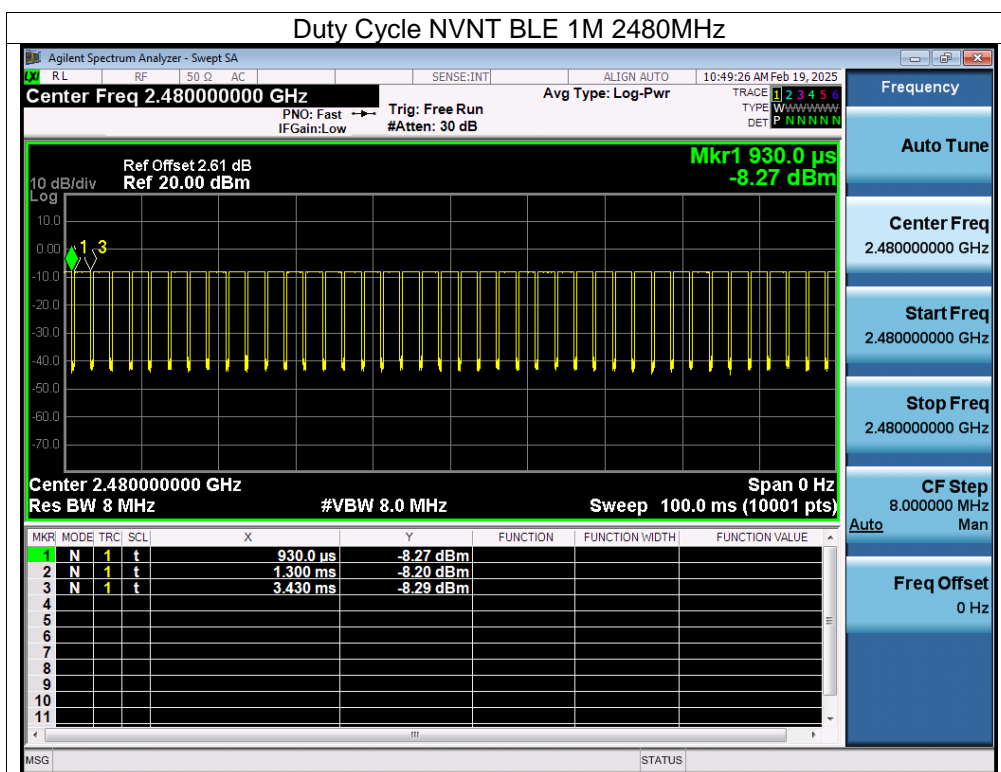 Duty Cycle NVNT BLE 1M 2480MHz
Agilent Spectrum Analyzer - Swept SA
LXI RL RF 50 Ω AC SENSE:INT ALIGN AUTO 10:49:26 AM Feb 19, 2025
Center Freq 2.480000000 GHz Avg Type: Log-Pwr TRACE 1 2 3 4 5 6
PNO: Fast Trig: Free Run TYPE WWWWWWW
IFGain:Low #Atten: 30 dB DET P N N N N N
Mkr1 930.0 µs
-8.27 dBm
Ref Offset 2.61 dB
10 dB/div Ref 20.00 dBm
Log
10.0
0.00
1 3
-10.0
-20.0
-30.0
-40.0
-50.0
-60.0
-70.0
Center 2.480000000 GHz Span 0 Hz
Res BW 8 MHz #VBW 8.0 MHz Sweep 100.0 ms (10001 pts)
MKR MODE TRC SCL X Y FUNCTION FUNCTION WIDTH FUNCTION VALUE
1 N 1 t 930.0 µs -8.27 dBm
2 N 1 t 1.300 ms -8.20 dBm
3 N 1 t 3.430 ms -8.29 dBm
4
5
6
7
8
9
10
11
MSG STATUS
Frequency
Auto Tune
Center Freq
2.480000000 GHz
Start Freq
2.480000000 GHz
Stop Freq
2.480000000 GHz
CF Step
8.000000 MHz
Auto Man
Freq Offset
0 Hz